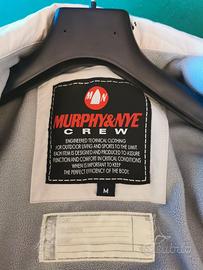 M N
MURPHY&NYE
CREW
ENGINEERED TECHNICAL CLOTHING
FOR OUTDOOR LIVING AND SPORTS TO THE LIMIT.
EACH ITEM IS DESIGNED AND PRODUCED TO ASSURE
FUNCTION AND COMFORT IN CRITICAL CONDITIONS
WHEN IS IMPORTANT TO KEEP
THE PERFECT EFFICIENCY OF THE BODY.
M